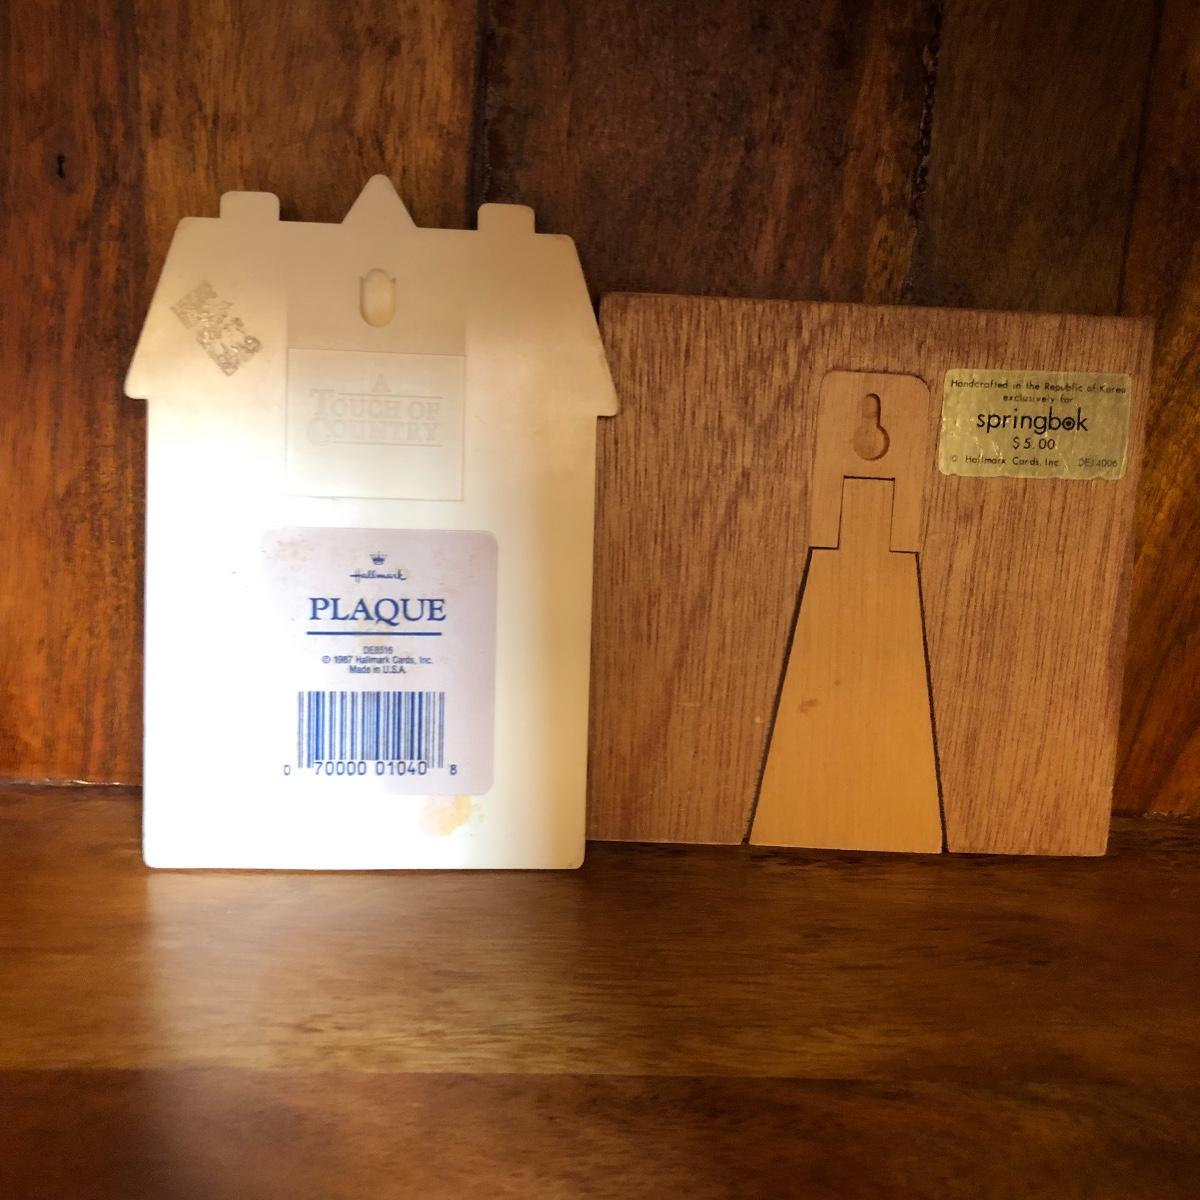 A
TOUCH OF
COUNTRY
Hallmark
PLAQUE
DE8516
© 1987 Hallmark Cards, Inc.
Made in U.S.A.
0 70000 01040 8
Handcrafted in the Republic of Korea
exclusively for
springbok
$5.00
© Hallmark Cards, Inc. DE14006